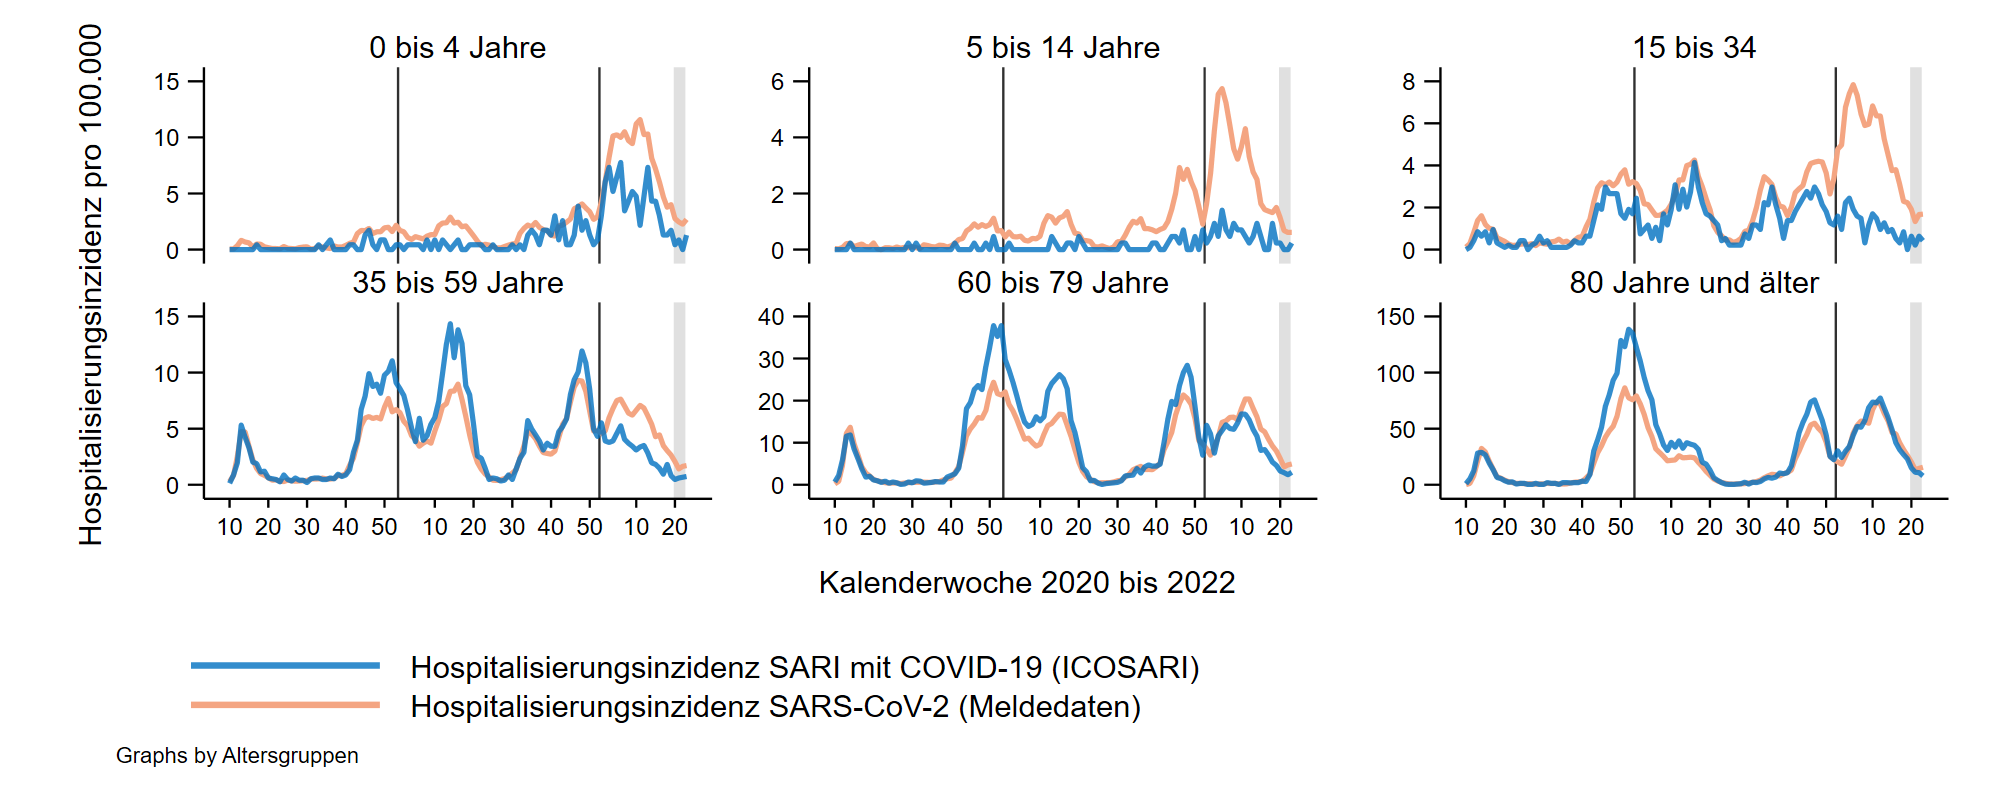 Hospitalisierungsinzidenz pro 100.000
0 bis 4 Jahre
15
10
5
0
5 bis 14 Jahre
6
4
2
0
15 bis 34
8
6
4
2
0
35 bis 59 Jahre
15
10
5
0
10 20 30 40 50 10 20 30 40 50 10 20
60 bis 79 Jahre
40
30
20
10
0
10 20 30 40 50 10 20 30 40 50 10 20
80 Jahre und älter
150
100
50
0
10 20 30 40 50 10 20 30 40 50 10 20
Kalenderwoche 2020 bis 2022
Hospitalisierungsinzidenz SARI mit COVID-19 (ICOSARI)
Hospitalisierungsinzidenz SARS-CoV-2 (Meldedaten)
Graphs by Altersgruppen